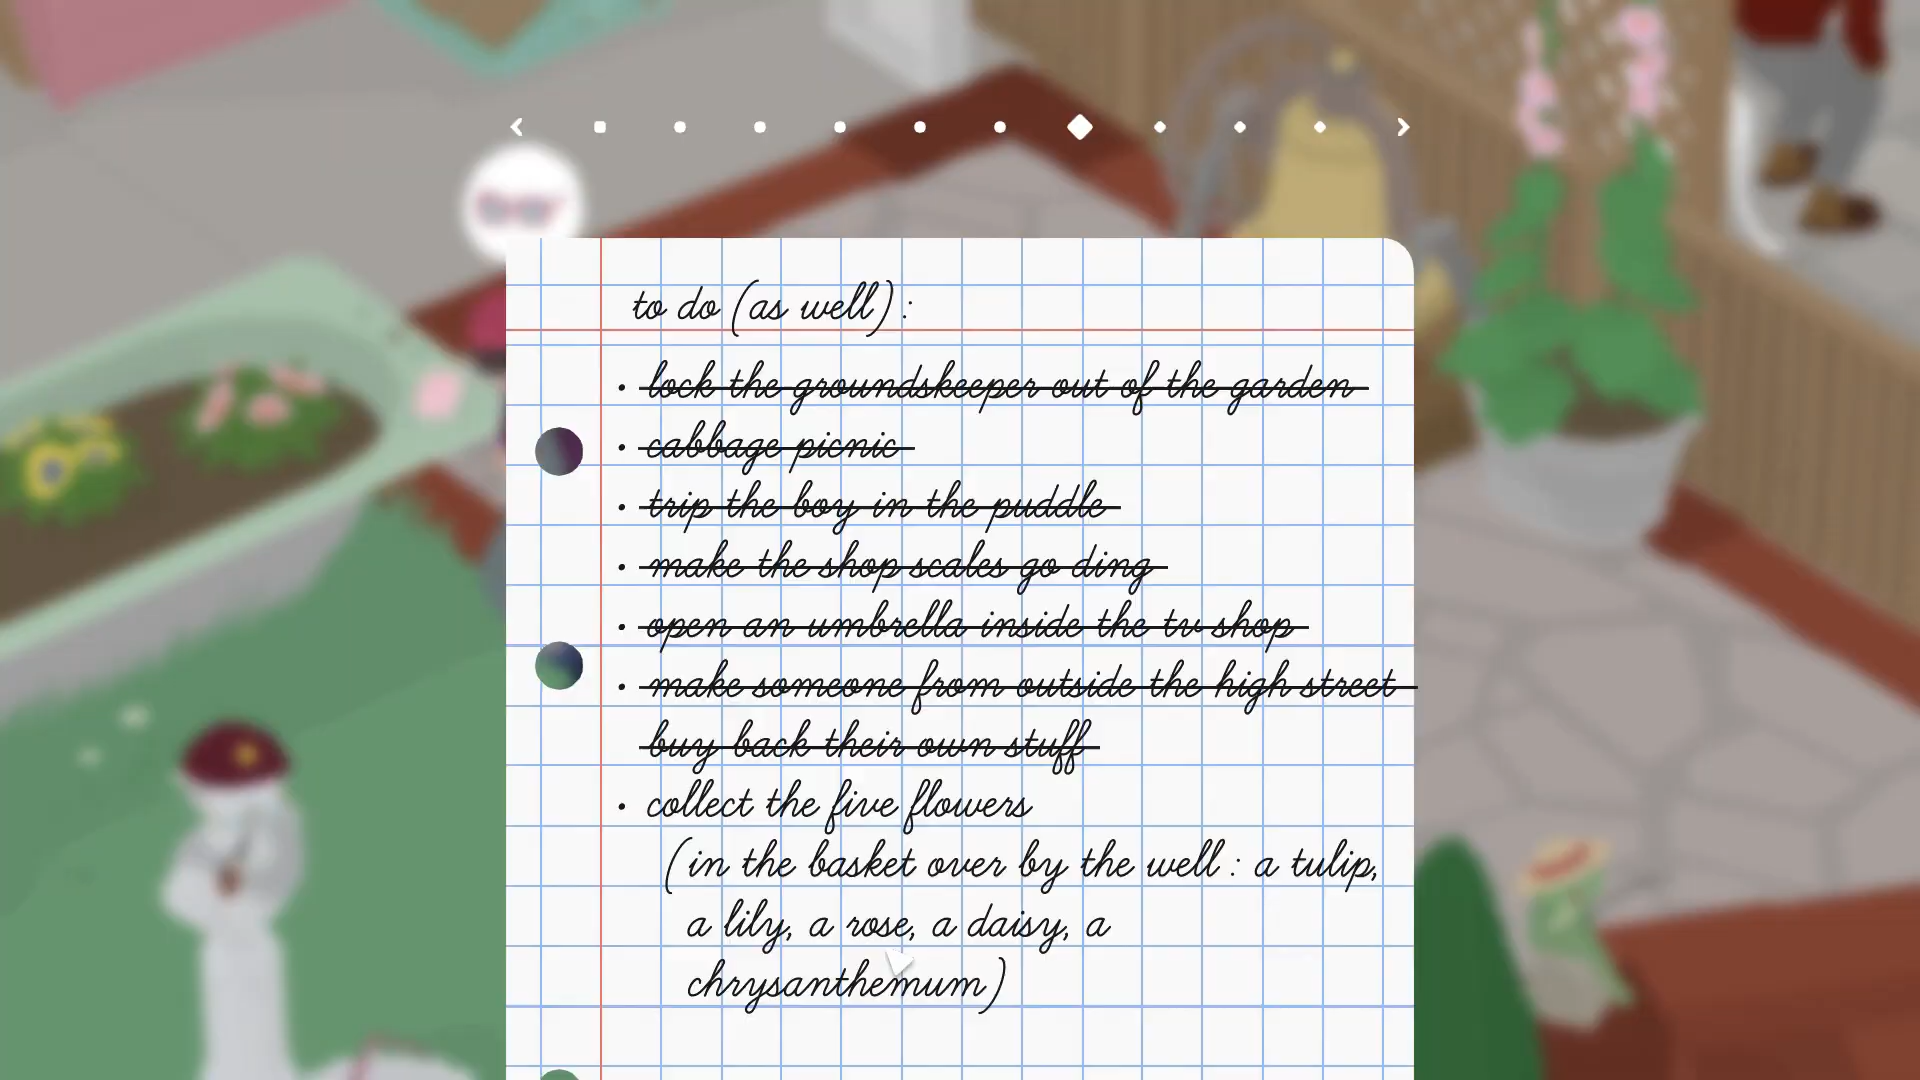 to do (as well) :
• lock the groundskeeper out of the garden
• cabbage picnic
• trip the boy in the puddle
• make the shop scales go ding
• open an umbrella inside the tv shop
• make someone from outside the high street
buy back their own stuff
• collect the five flowers
(in the basket over by the well : a tulip,
a lily, a rose, a daisy, a
chrysanthemum)